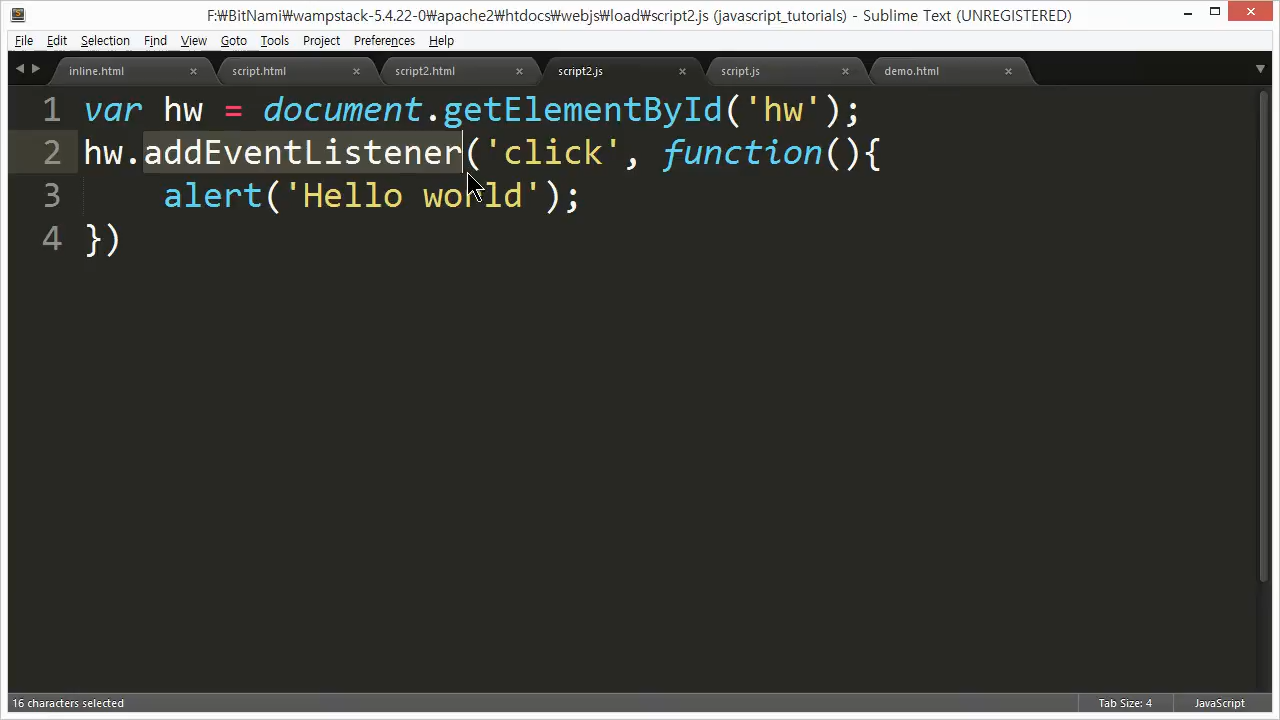 F:₩BitNami₩wampstack-5.4.22-0₩apache2₩htdocs₩webjs₩load₩script2.js (javascript_tutorials) - Sublime Text (UNREGISTERED)
File Edit Selection Find View Goto Tools Project Preferences Help
inline.html script.html script2.html script2.js script.js demo.html
1 var hw = document.getElementById('hw');
2 hw.addEventListener('click', function(){
3 alert('Hello world');
4 })
16 characters selected Tab Size: 4 JavaScript